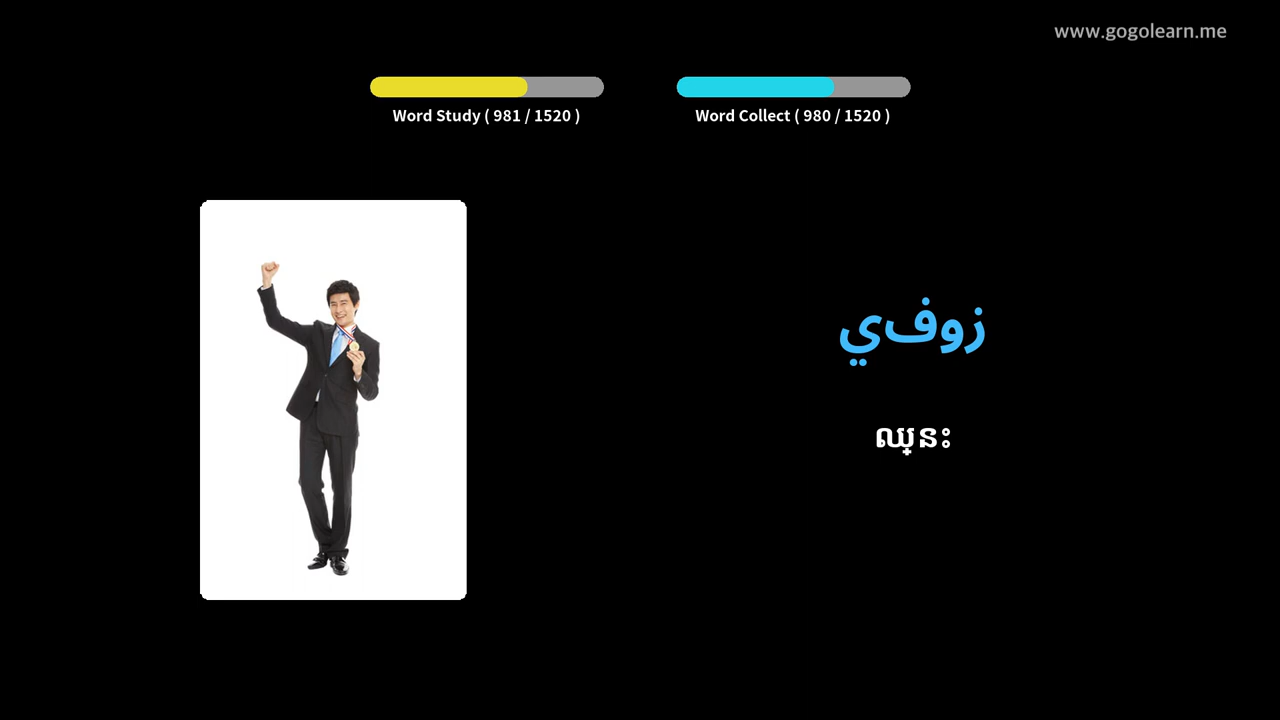 www.gogolearn.me
Word Study ( 981 / 1520 )
Word Collect ( 980 / 1520 )
زوفي
ឈ្នះ